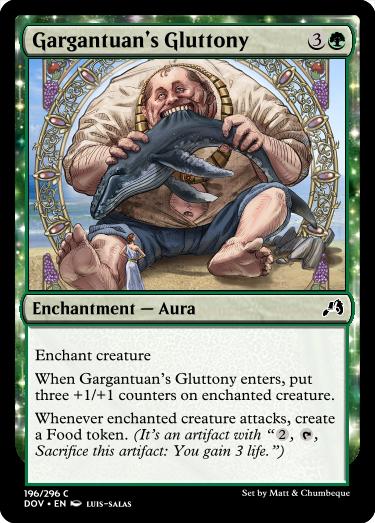 Gargantuan's Gluttony 3
Enchantment — Aura
Enchant creature
When Gargantuan's Gluttony enters, put
three +1/+1 counters on enchanted creature.
Whenever enchanted creature attacks, create
a Food token. (It's an artifact with “2, ,
Sacrifice this artifact: You gain 3 life.”)
196/296 C
DOV • EN LUIS-SALAS
Set by Matt & Chumbeque